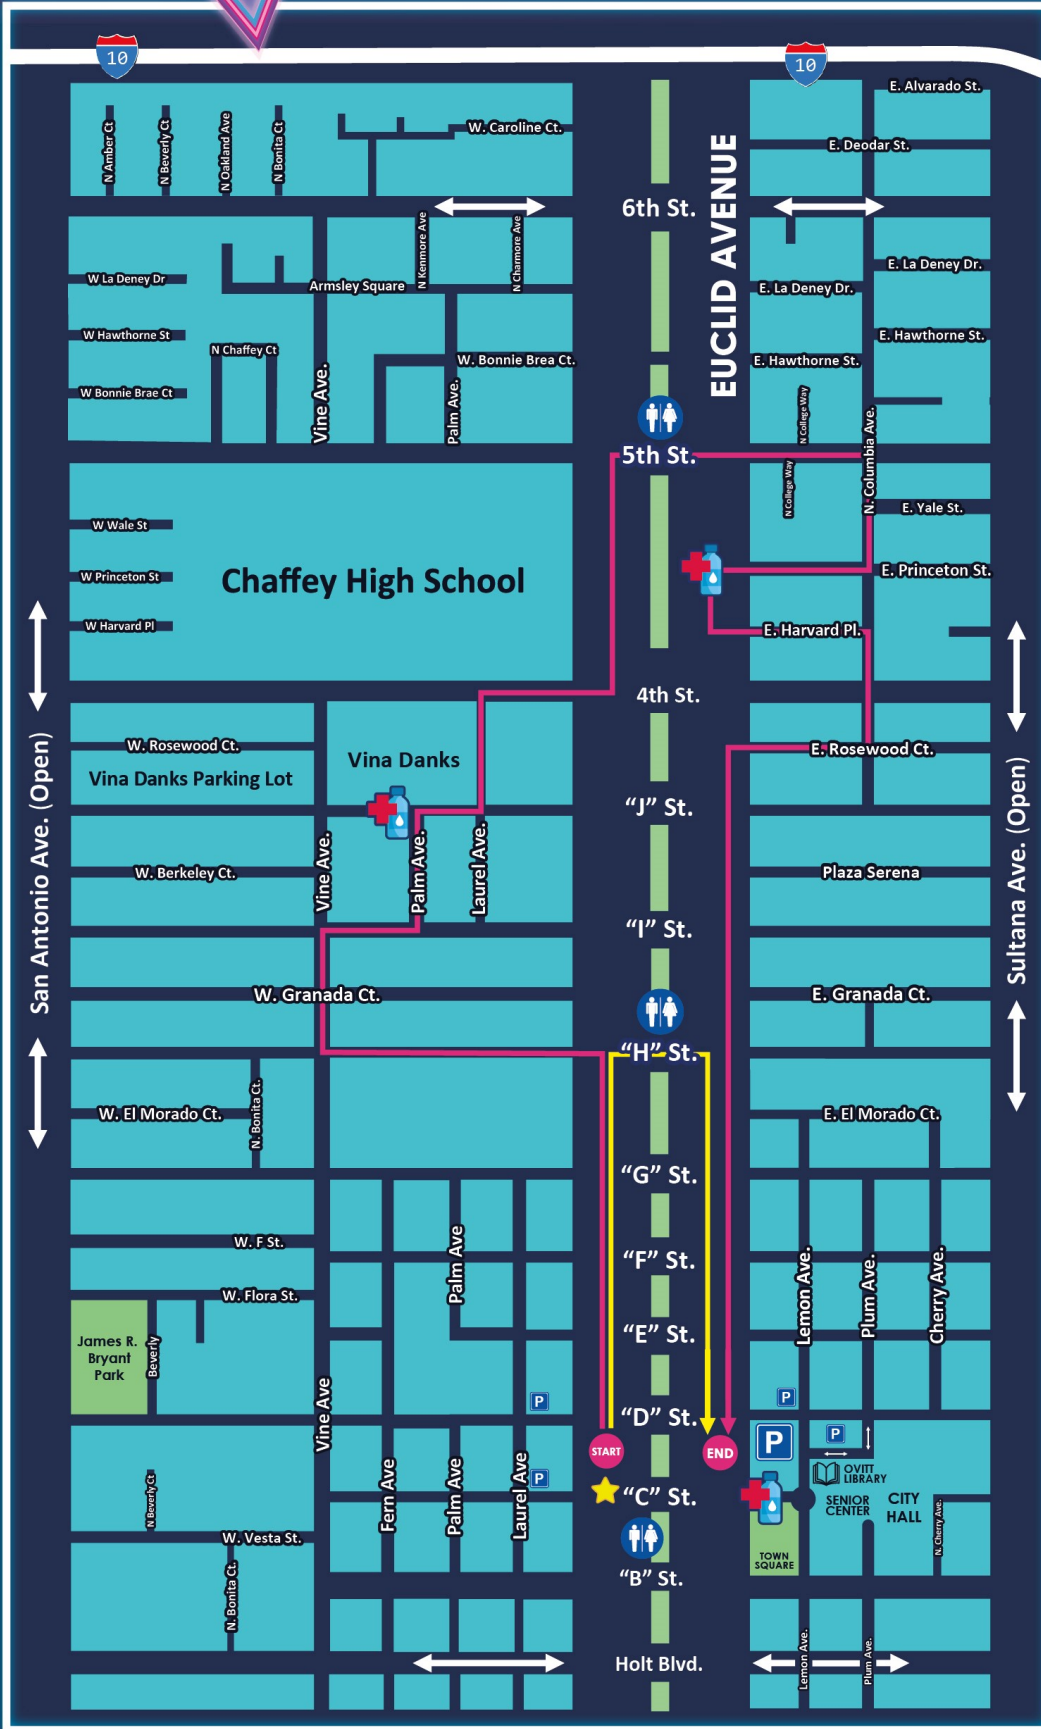 10
10
E. Alvarado St.
N Amber Ct
N Beverly Ct
N Oakland Ave
N Bonita Ct
W. Caroline Ct.
E. Deodar St.
EUCLID AVENUE
6th St.
N Kenmore Ave
N Charmore Ave
W La Deney Dr
Armsley Square
E. La Deney Dr.
E. La Deney Dr.
W Hawthorne St
N Chaffey Ct
E. Hawthorne St.
W. Bonnie Brea Ct.
E. Hawthorne St.
W Bonnie Brae Ct
Vine Ave.
Palm Ave.
N College Way
N. Columbia Ave.
5th St.
N College Way
E. Yale St.
W Wale St
W Princeton St
Chaffey High School
E. Princeton St.
W Harvard Pl
E. Harvard Pl.
4th St.
San Antonio Ave. (Open)
Sultana Ave. (Open)
W. Rosewood Ct.
Vina Danks
E. Rosewood Ct.
Vina Danks Parking Lot
"J" St.
W. Berkeley Ct.
Vine Ave.
Palm Ave.
Laurel Ave.
Plaza Serena
"I" St.
W. Granada Ct.
E. Granada Ct.
"H" St.
W. El Morado Ct.
N. Bonita Ct.
E. El Morado Ct.
"G" St.
W. F St.
Palm Ave
"F" St.
Lemon Ave.
Plum Ave.
Cherry Ave.
W. Flora St.
James R.
Bryant
Park
Beverly
"E" St.
Vine Ave
P
P
"D" St.
START
END
P
P
OVITT
LIBRARY
N Beverly Ct
Fern Ave
Palm Ave
Laurel Ave
P
"C" St.
SENIOR
CENTER
CITY
HALL
N. Cherry Ave.
W. Vesta St.
TOWN
SQUARE
N. Bonita Ct.
"B" St.
Holt Blvd.
Lemon Ave.
Plum Ave.